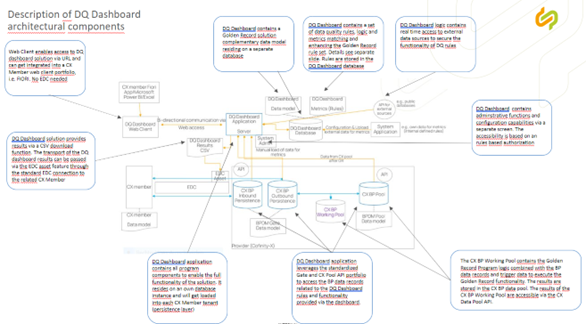 Description of DQ Dashboard
architectural components
DQ Dashboard contains
a Golden Record solution
complementary data model
residing on a separate
database
DQ Dashboard contains a set
of data quality rules, logic
and metrics matching and
enhancing the Golden Record
rule set. Details see separate
slide. Rules are stored in the
DQ Dashboard database
DQ Dashboard logic contains
real time access to external
data sources to secure the
functionality of DQ rules
Web Client enables access to DQ
dashboard solution via URL and
can get integrated into a CX
Member web client portfolio,
i.e. FIORI. No EDC needed
CX member Fiori
App/Microsoft
Power BI/Excel
DQ Dashboard
Data model
DQ Dashboard
Metrics (Rules)
DQ Dashboard
Web Client
Bi-directional communication via
Web access
DQ Dashboard
Application
Server
DQ Dashboard
Database
System
Application
Configuration & upload
external data for metrics
DQ Dashboard contains
administrative functions and
configuration capabilities via a
separate screen. The
accessibility is based on an
rules based authorization
DQ Dashboard solution provides
results via a CSV download
function. The transport of the DQ
dashboard results can be passed
via the EDC asset feature through
the standard EDC connection to
the related CX Member
DQ Dashboard
Results
CSV
System
API
API
CX member
EDC
EDC
Asset
CX BP
Inbound
Persistence
CX BP
Outbound
Persistence
CX BP
Working Pool
CX BP Pool
CX member
Data model
BPDM Gate
Data model
BPDM Pool
Data model
Provider (Cofinity-X)
DQ Dashboard application
contains all program
components to enable the full
functionality of the solution. It
resides on an own database
instance and will get loaded
into each CX Member tenant
(persistence layer)
DQ Dashboard application
leverages the standardized
Gate and CX Pool API portfolio
to access the BP data records
related to the DQ Dashboard
rules and functionality
provided via the dashboard
The CX BP Working Pool contains the Golden
Record Program logic combined with the BP data
records and trigger data to execute the
Golden Record functionality. The results are
stored in the CX BP data pool. The results of the
CX BP Working Pool are accessible via the CX
Data Pool API.